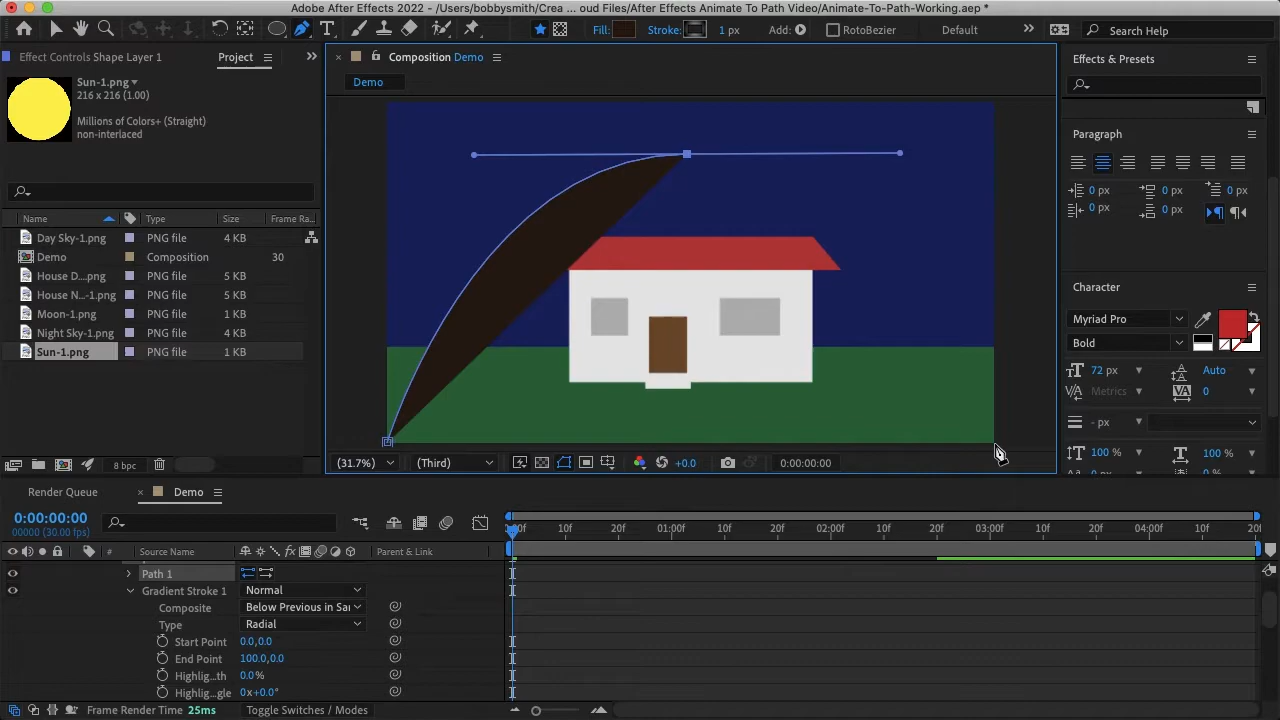 Adobe After Effects 2022 - /Users/bobbysmith/Crea ... oud Files/After Effects Animate To Path Video/Animate-To-Path-Working.aep *
Fill: Stroke: 1 px Add: RotoBezier Default Search Help
Effect Controls Shape Layer 1 Project
Composition Demo
Effects & Presets
Demo
Sun-1.png
216 x 216 (1.00)
Millions of Colors+ (Straight)
non-interlaced
Paragraph
0 px 0 px 0 px
0 px 0 px
Name Type Size Frame Ra...
Day Sky-1.png PNG file 4 KB
Demo Composition 30
House D....png PNG file 5 KB
House N...-1.png PNG file 5 KB
Moon-1.png PNG file 1 KB
Night Sky-1.png PNG file 1 KB
Sun-1.png PNG file 1 KB
Character
Myriad Pro
Bold
72 px Auto
Metrics 0
- px
100 % 100 %
8 bpc
(31.7%) (Third) +0.0 0:00:00:00
Render Queue Demo
0:00:00:00
00000 (30.00 fps)
10f 20f 01:00f 10f 20f 02:00f 10f 20f 03:00f 10f 20f 04:00f 10f 20
# Source Name Parent & Link
Path 1
Gradient Stroke 1 Normal
Composite Below Previous in Sa
Type Radial
Start Point 0.0,0.0
End Point 100.0,0.0
Highlig...th 0.0%
Highlig...gle 0x+0.0°
Frame Render Time 25ms Toggle Switches / Modes